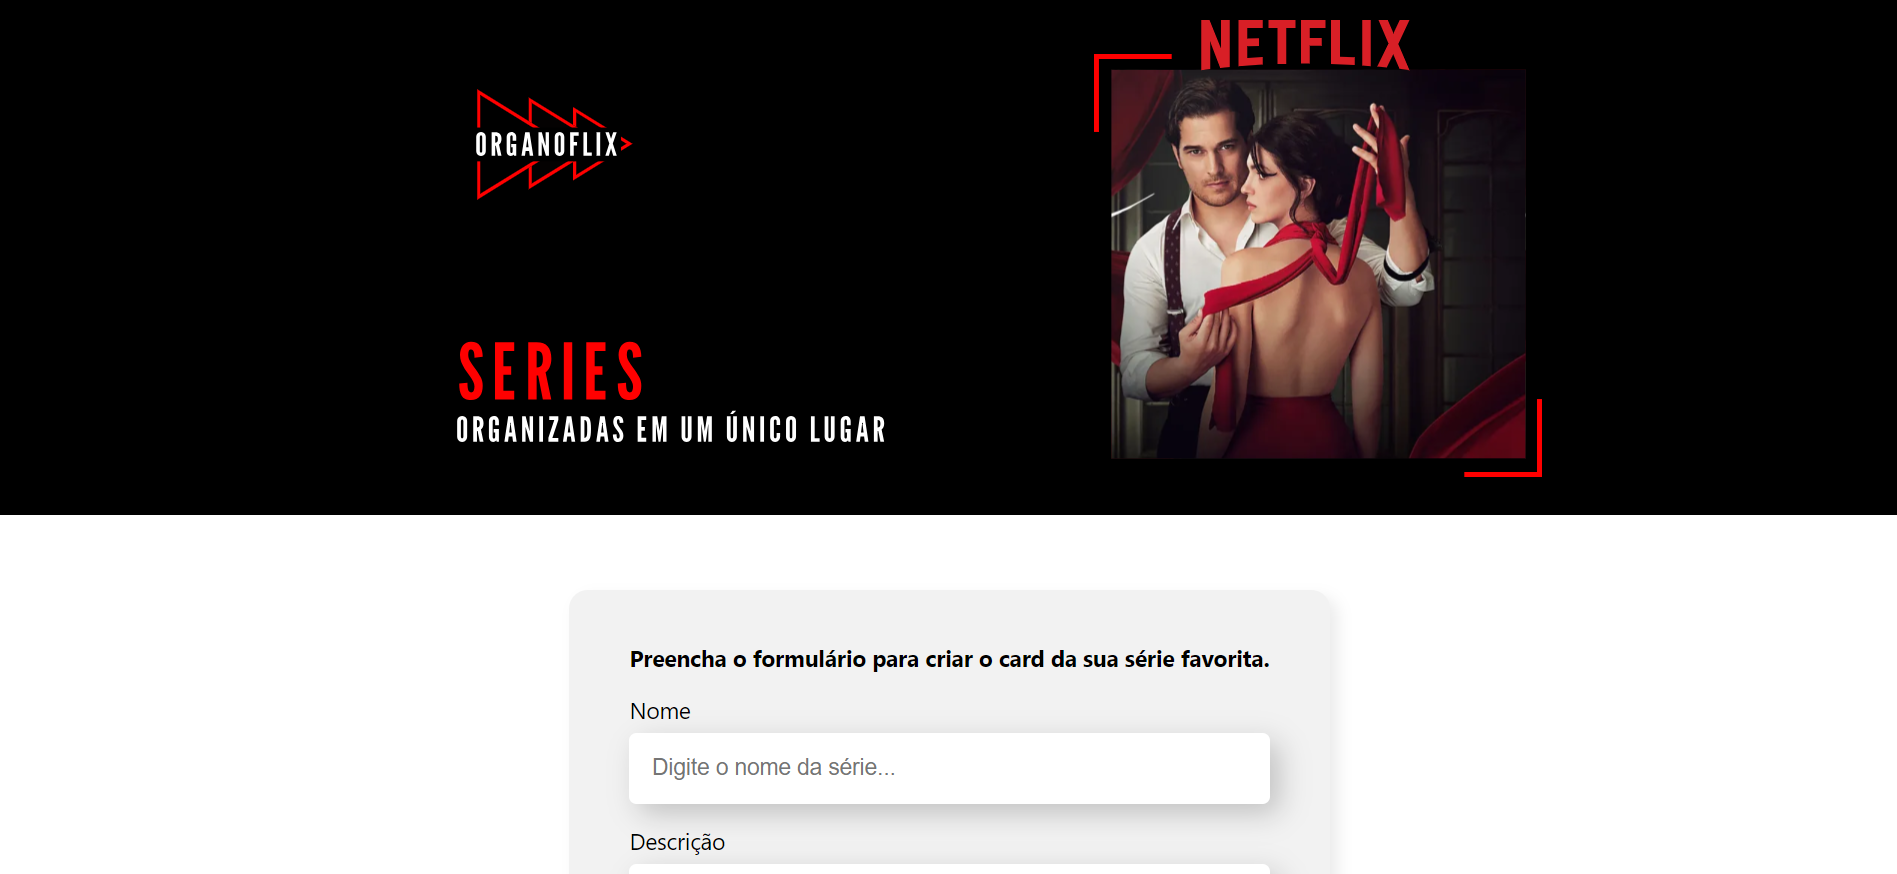 NETFLIX
ORGANOFLIX
SERIES
ORGANIZADAS EM UM ÚNICO LUGAR
Preencha o formulário para criar o card da sua série favorita.
Nome
Digite o nome da série...
Descrição